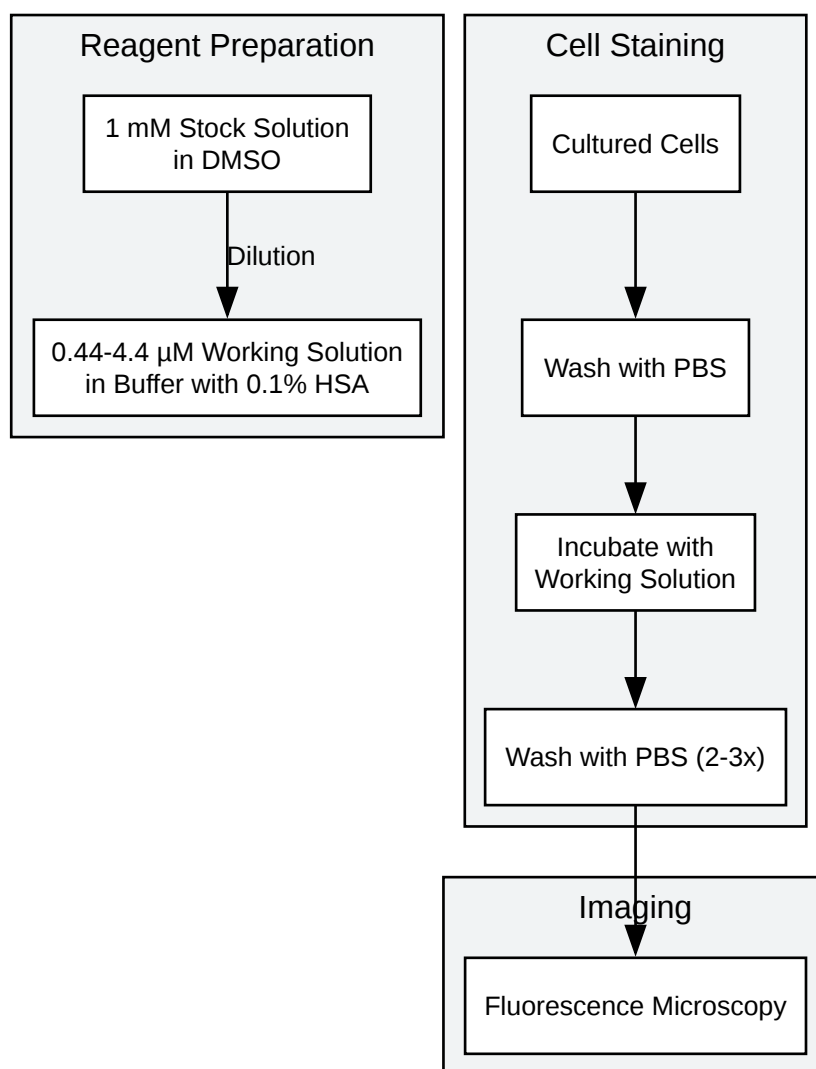 Reagent Preparation
1 mM Stock Solution
in DMSO
Dilution
0.44-4.4 µM Working Solution
in Buffer with 0.1% HSA
Cell Staining
Cultured Cells
Wash with PBS
Incubate with
Working Solution
Wash with PBS (2-3x)
Imaging
Fluorescence Microscopy